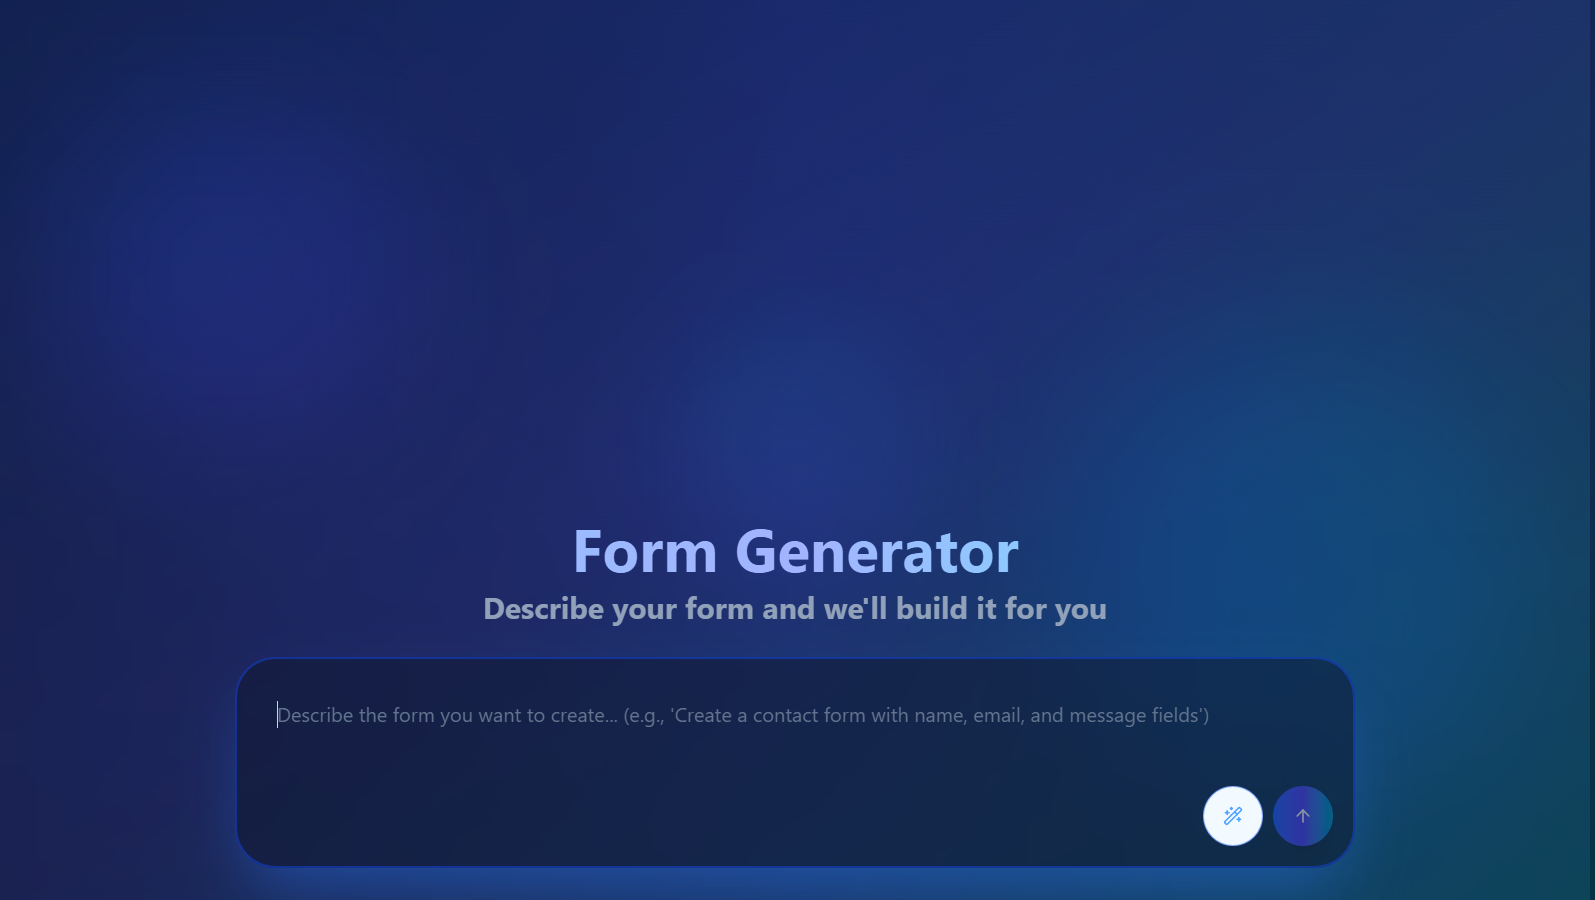 Form Generator
Describe your form and we'll build it for you
Describe the form you want to create... (e.g., 'Create a contact form with name, email, and message fields')